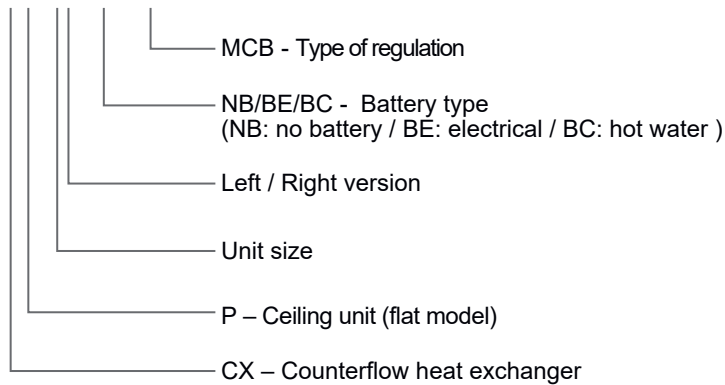 MCB - Type of regulation
NB/BE/BC - Battery type
(NB: no battery / BE: electrical / BC: hot water )
Left / Right version
Unit size
P – Ceiling unit (flat model)
CX – Counterflow heat exchanger